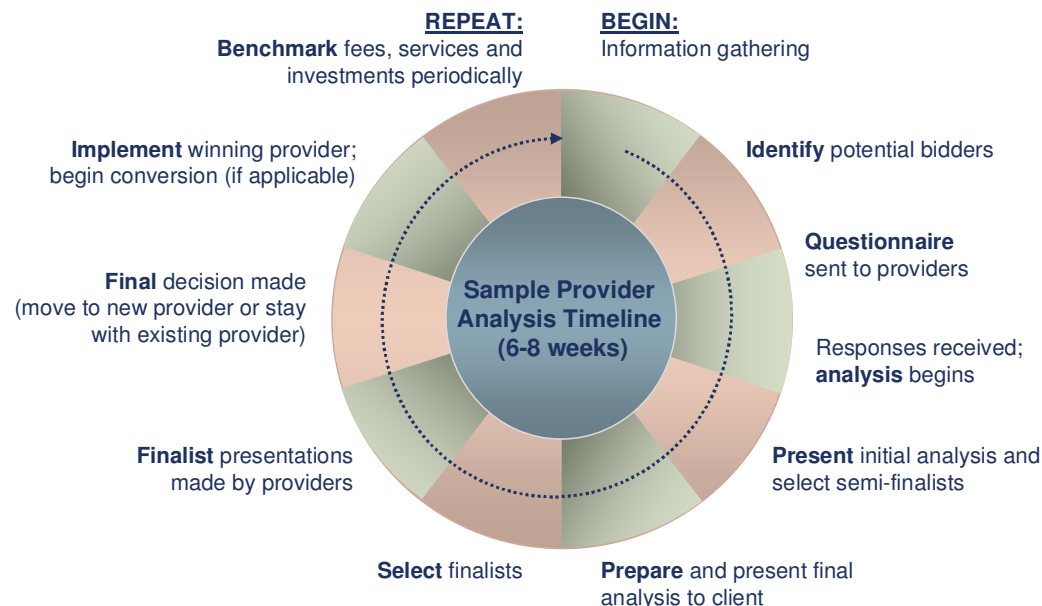 REPEAT:
Benchmark fees, services and
investments periodically
BEGIN:
Information gathering
Identify potential bidders
Questionnaire
sent to providers
Responses received;
analysis begins
Present initial analysis and
select semi-finalists
Prepare and present final
analysis to client
Select finalists
Finalist presentations
made by providers
Final decision made
(move to new provider or stay
with existing provider)
Implement winning provider;
begin conversion (if applicable)
Sample Provider
Analysis Timeline
(6-8 weeks)